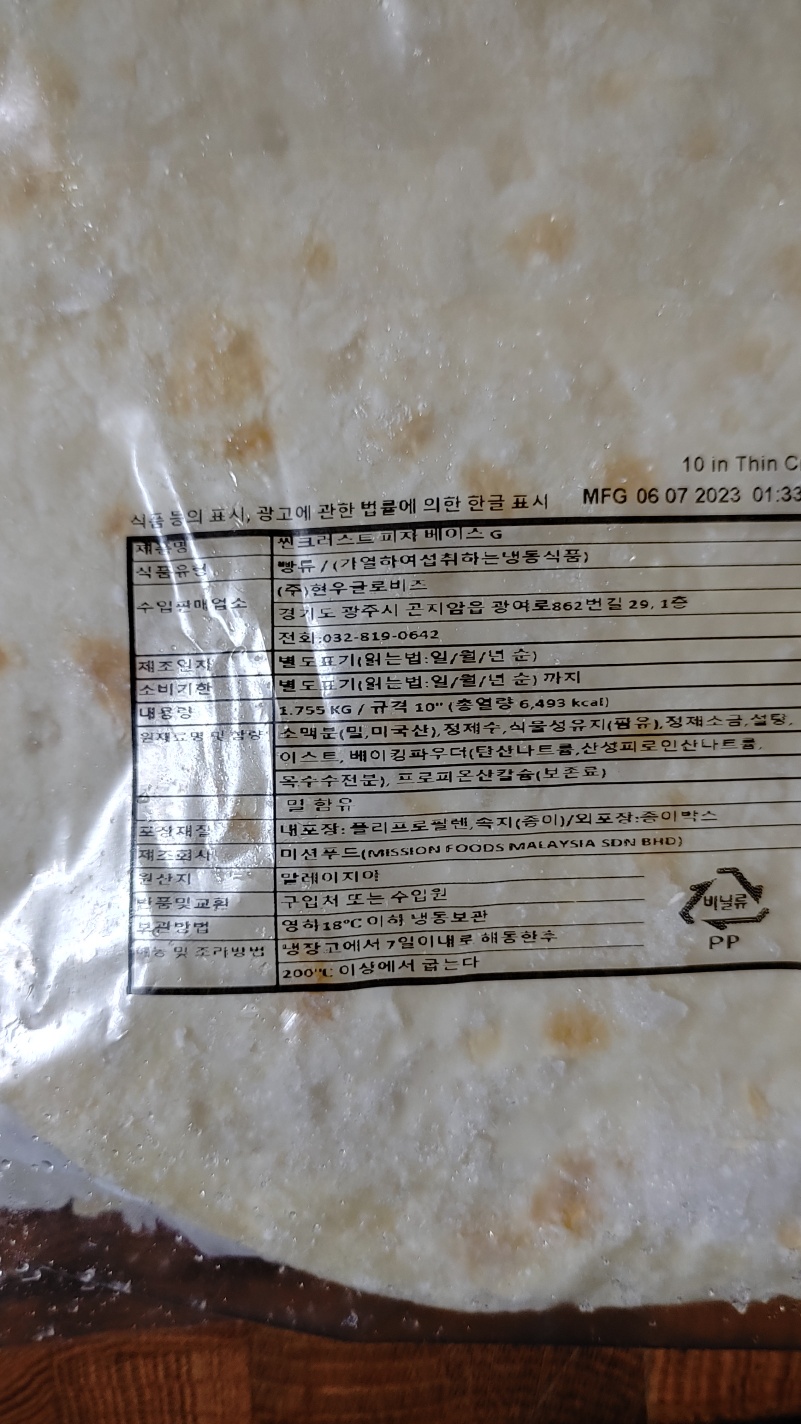 10 in Thin C
MFG 06 07 2023 01:33
식품 등의 표시, 광고에 관한 법률에 의한 한글 표시
제품명 씬크러스트 피자 베이스 G
식품유형 빵류 / (가열하여섭취하는냉동식품)
수입판매업소 (주)현우글로비즈
경기도 광주시 곤지암읍 광여로862번길 29, 1층
전화:032-819-0642
제조일자 별도표기(읽는법:일/월/년 순)
소비기한 별도표기(읽는법:일/월/년 순) 까지
내용량 1.755 KG / 규격 10" (총열량 6,493 kcal)
원재료명 및 함량 소맥분(밀,미국산),정제수,식물성유지(팜유),정제소금,설탕,
이스트, 베이킹파우더(탄산나트륨,산성피로인산나트륨,
옥수수전분), 프로피온산칼슘(보존료)
밀 함유
포장재질 내포장: 폴리프로필렌,속지(종이)/외포장:종이박스
제조회사 미션푸드(MISSION FOODS MALAYSIA SDN BHD)
원산지 말레이지아
반품및교환 구입처 또는 수입원
보관방법 영하18℃ 이하 냉동보관
해동 및 조리방법 냉장고에서 7일이내로 해동한후
200℃ 이상에서 굽는다
비닐류
PP